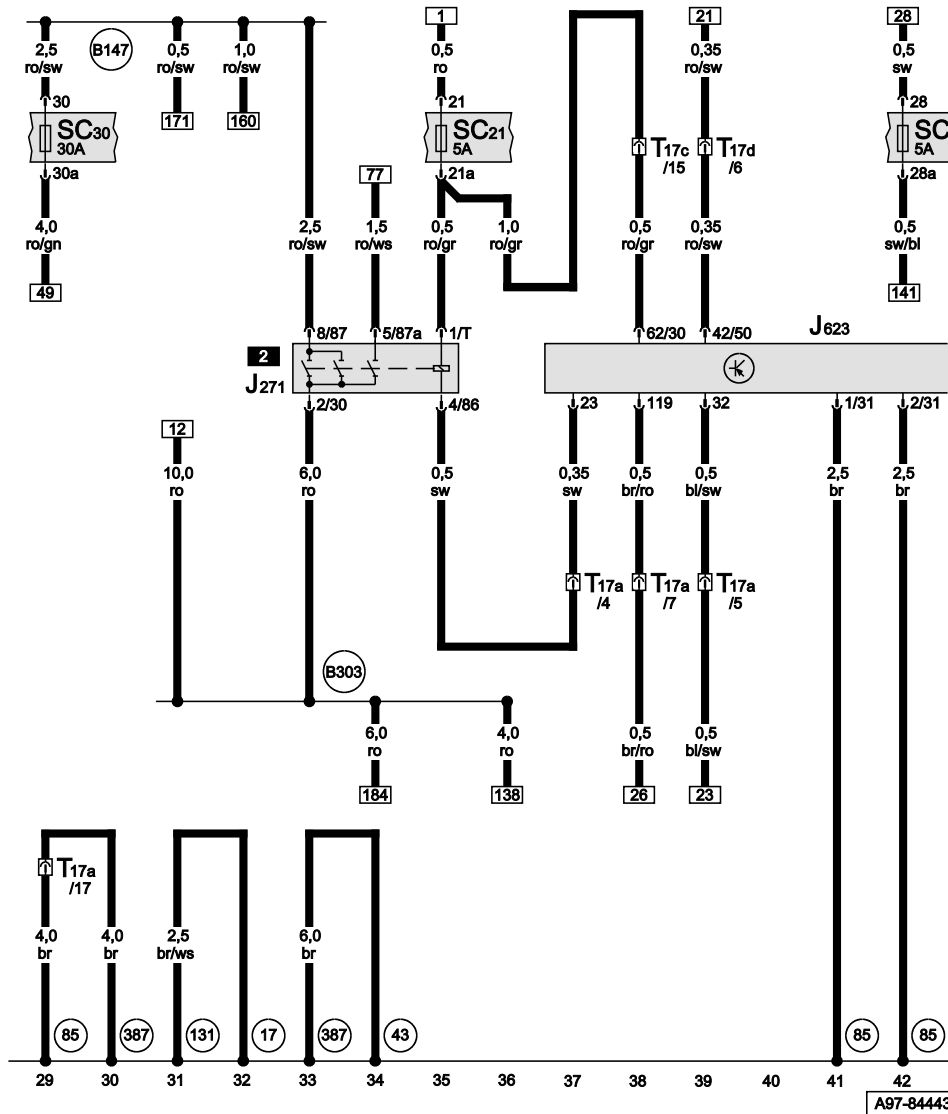 1
21
28
2,5
ro/sw
B147
0,5
ro/sw
1,0
ro/sw
0,5
ro
0,35
ro/sw
0,5
sw
30
171
160
21
28
SC30
30A
SC21
5A
SC
5A
T17c
/15
T17d
/6
30a
77
21a
28a
4,0
ro/gn
2,5
ro/sw
1,5
ro/ws
0,5
ro/gr
1,0
ro/gr
0,5
ro/gr
0,35
ro/sw
0,5
sw/bl
49
141
8/87
5/87a
1/T
62/30
42/50
J623
2
J271
2/30
4/86
23
119
32
1/31
2/31
12
10,0
ro
6,0
ro
0,5
sw
0,35
sw
0,5
br/ro
0,5
bl/sw
2,5
br
2,5
br
T17a
/4
T17a
/7
T17a
/5
B303
6,0
ro
4,0
ro
0,5
br/ro
0,5
bl/sw
184
138
26
23
T17a
/17
4,0
br
4,0
br
2,5
br/ws
6,0
br
85
387
131
17
387
43
85
85
29 30 31 32 33 34 35 36 37 38 39 40 41 42
A97-84443